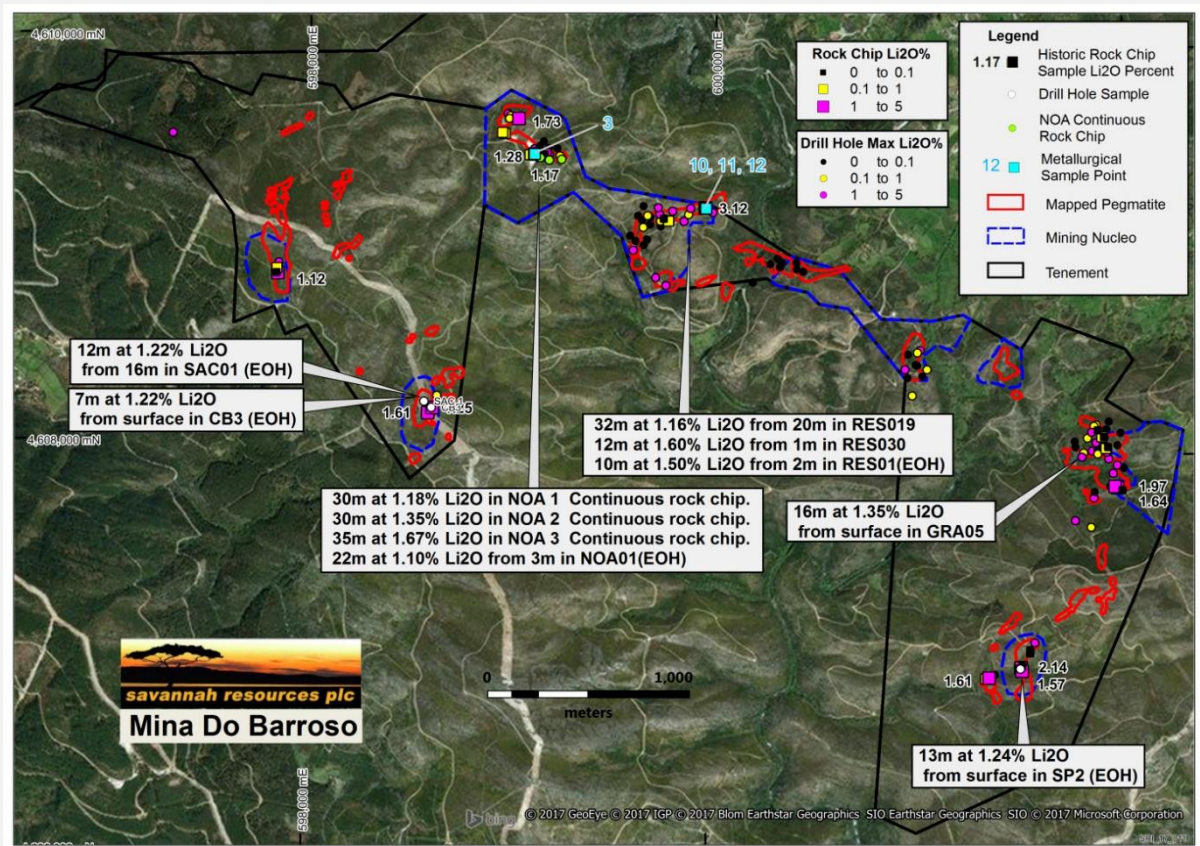 4,610,000 mN
598,000 mE
600,000 mE
Rock Chip Li2O%
0 to 0.1
0.1 to 1
1 to 5
Drill Hole Max Li2O%
0 to 0.1
0.1 to 1
1 to 5
Legend
1.17 Historic Rock Chip
Sample Li2O Percent
Drill Hole Sample
NOA Continuous
Rock Chip
12 Metallurgical
Sample Point
Mapped Pegmatite
Mining Nucleo
Tenement
1.73
3
1.28
1.17
10, 11, 12
3.12
1.12
12m at 1.22% Li2O
from 16m in SAC01 (EOH)
7m at 1.22% Li2O
from surface in CB3 (EOH)
1.61
4,608,000 mN
32m at 1.16% Li2O from 20m in RES019
12m at 1.60% Li2O from 1m in RES030
10m at 1.50% Li2O from 2m in RES01(EOH)
30m at 1.18% Li2O in NOA 1 Continuous rock chip.
30m at 1.35% Li2O in NOA 2 Continuous rock chip.
35m at 1.67% Li2O in NOA 3 Continuous rock chip.
22m at 1.10% Li2O from 3m in NOA01(EOH)
16m at 1.35% Li2O
from surface in GRA05
1.97
1.64
savannah resources plc
Mina Do Barroso
0 1,000
meters
1.61
2.14
1.57
13m at 1.24% Li2O
from surface in SP2 (EOH)
598,000 mE
bing
© 2017 GeoEye © 2017 IGP © 2017 Blom Earthstar Geographics SIO Earthstar Geographics SIO © 2017 Microsoft Corporation